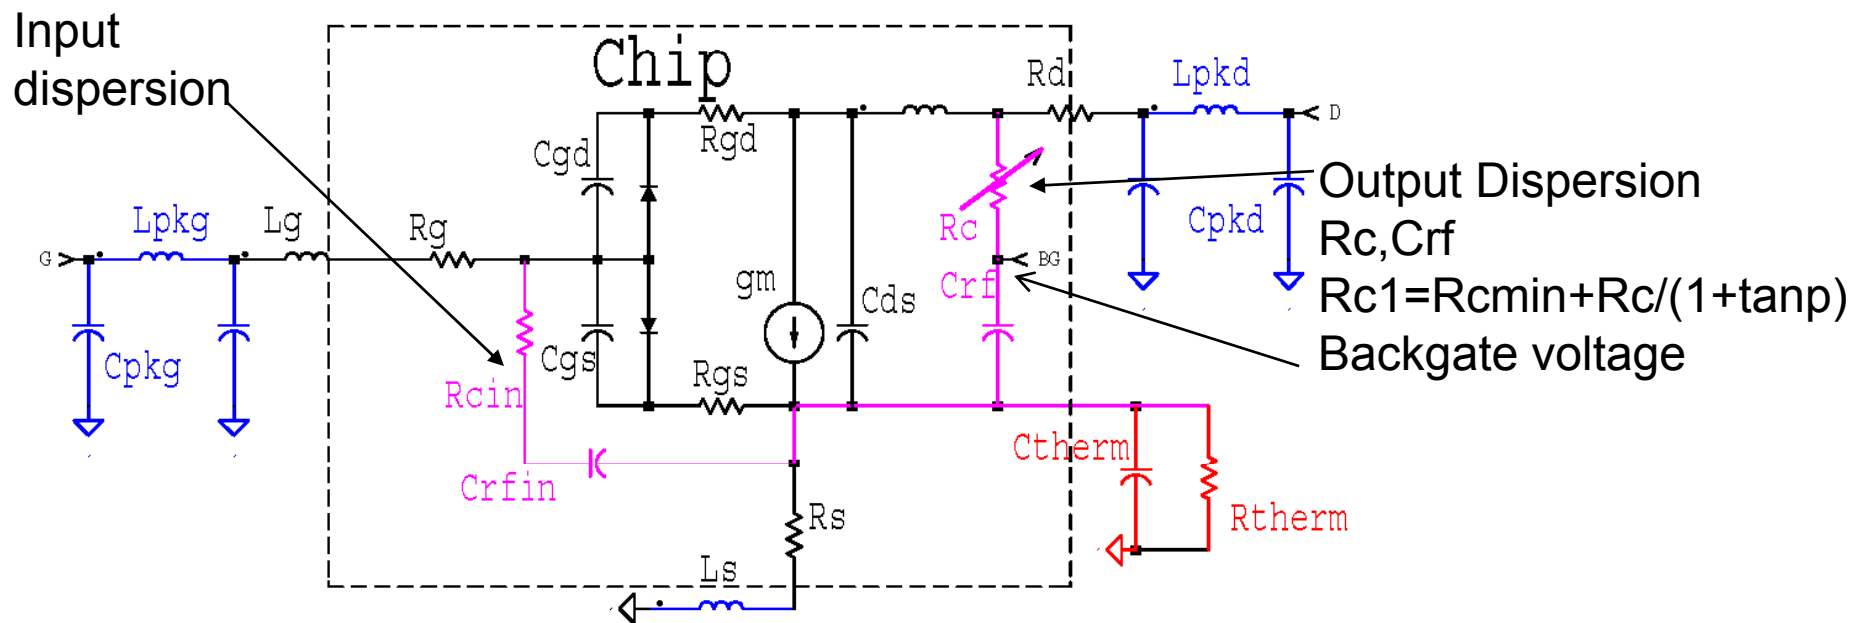 Input
dispersion
Chip
Rd
Lpkd
Rgd
D
Cgd
Output Dispersion
Rc,Crf
Rc1=Rcmin+Rc/(1+tanp)
Backgate voltage
Lpkg
Lg
Rg
Rc
Cpkd
G
BG
gm
Crf
Cds
Cpkg
Cgs
Rcin
Rgs
Ctherm
Crfin
Rs
Rtherm
Ls